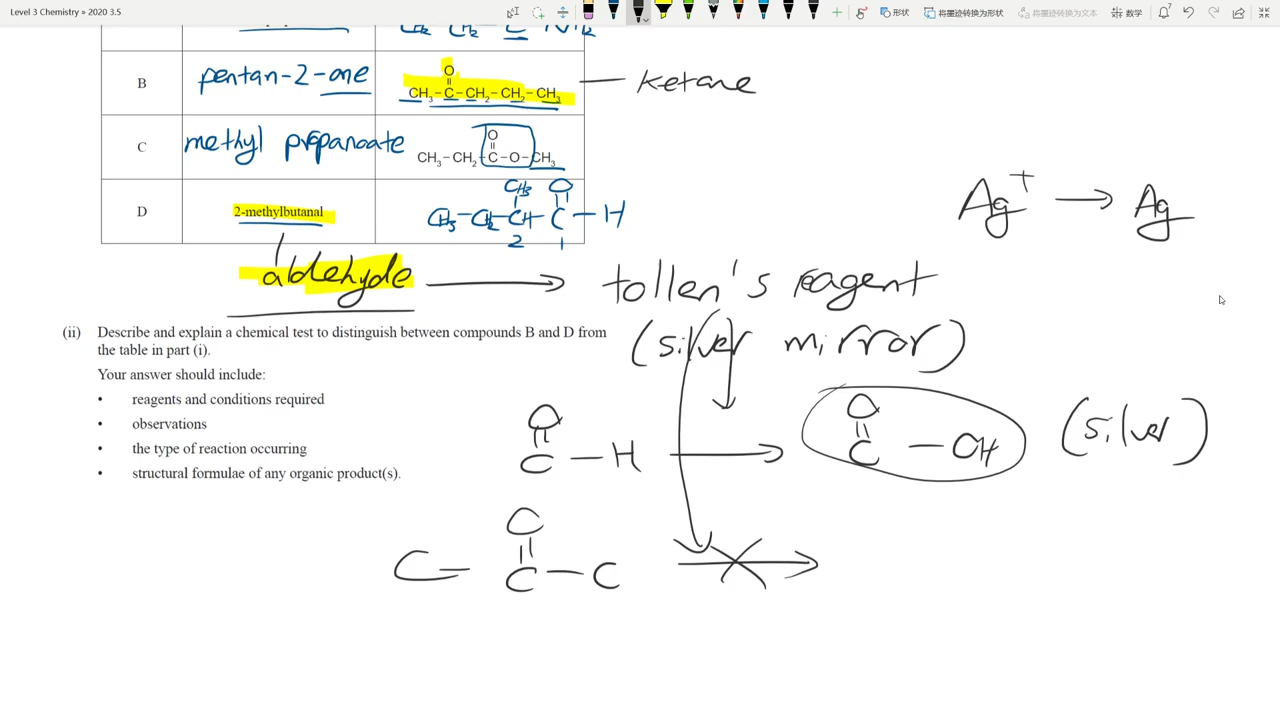 Level 3 Chemistry – 2020 3.5
形状
将墨迹转换为形状
将墨迹转换为文本
数学
CH₂ CH₂ C NH₂
B pentan-2-one O
CH₃–C–CH₂–CH₂–CH₃ ketone
C methyl propanoate O
CH₃–CH₂–C–O–CH₃
Ag⁺ → Ag
CH₃ O
D 2-methylbutanal CH₃–CH₂–CH–C–H
2 1
aldehyde → tollen's reagent
(silver mirror)
(ii) Describe and explain a chemical test to distinguish between compounds B and D from
the table in part (i).
Your answer should include:
• reagents and conditions required
• observations
• the type of reaction occurring
• structural formulae of any organic product(s).
O O
C–H → C–OH (silver)
O
C–C–C →